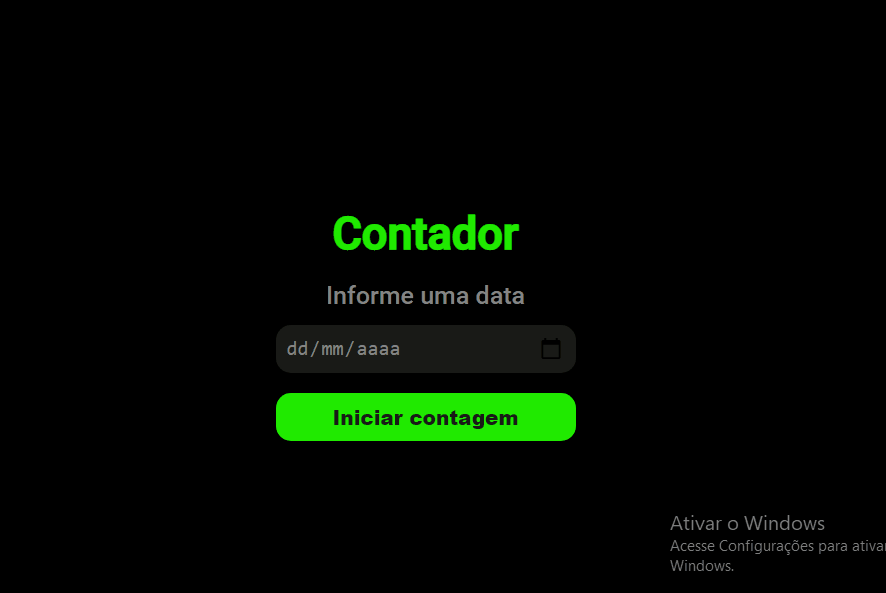 Contador
Informe uma data
dd/mm/aaaa
Iniciar contagem
Ativar o Windows
Acesse Configurações para ativar
Windows.